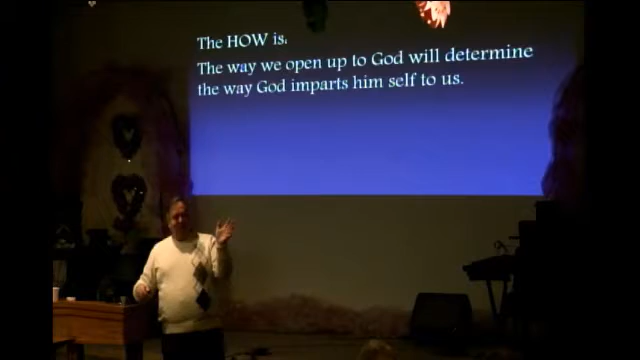 The HOW is.
The way we open up to God will determine
the way God imparts him self to us.